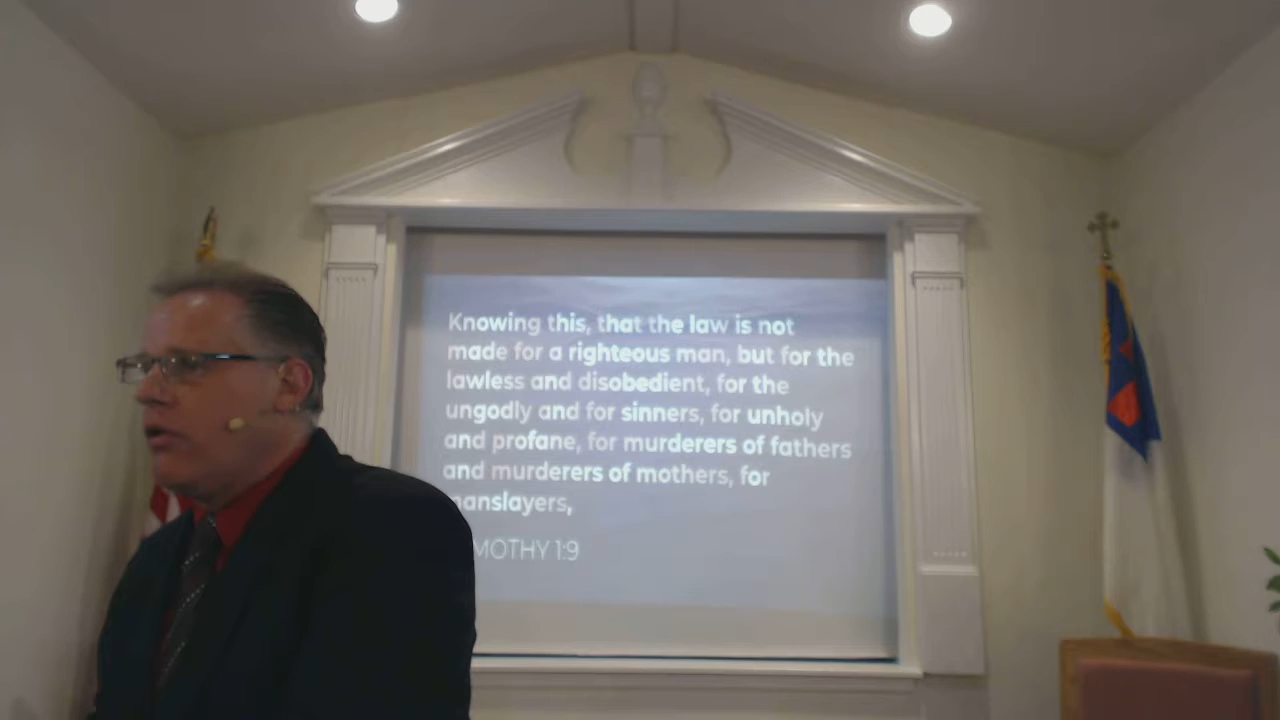 Knowing this, that the law is not
made for a righteous man, but for the
lawless and disobedient, for the
ungodly and for sinners, for unholy
and profane, for murderers of fathers
and murderers of mothers, for
manslayers,
MOTHY 1:9